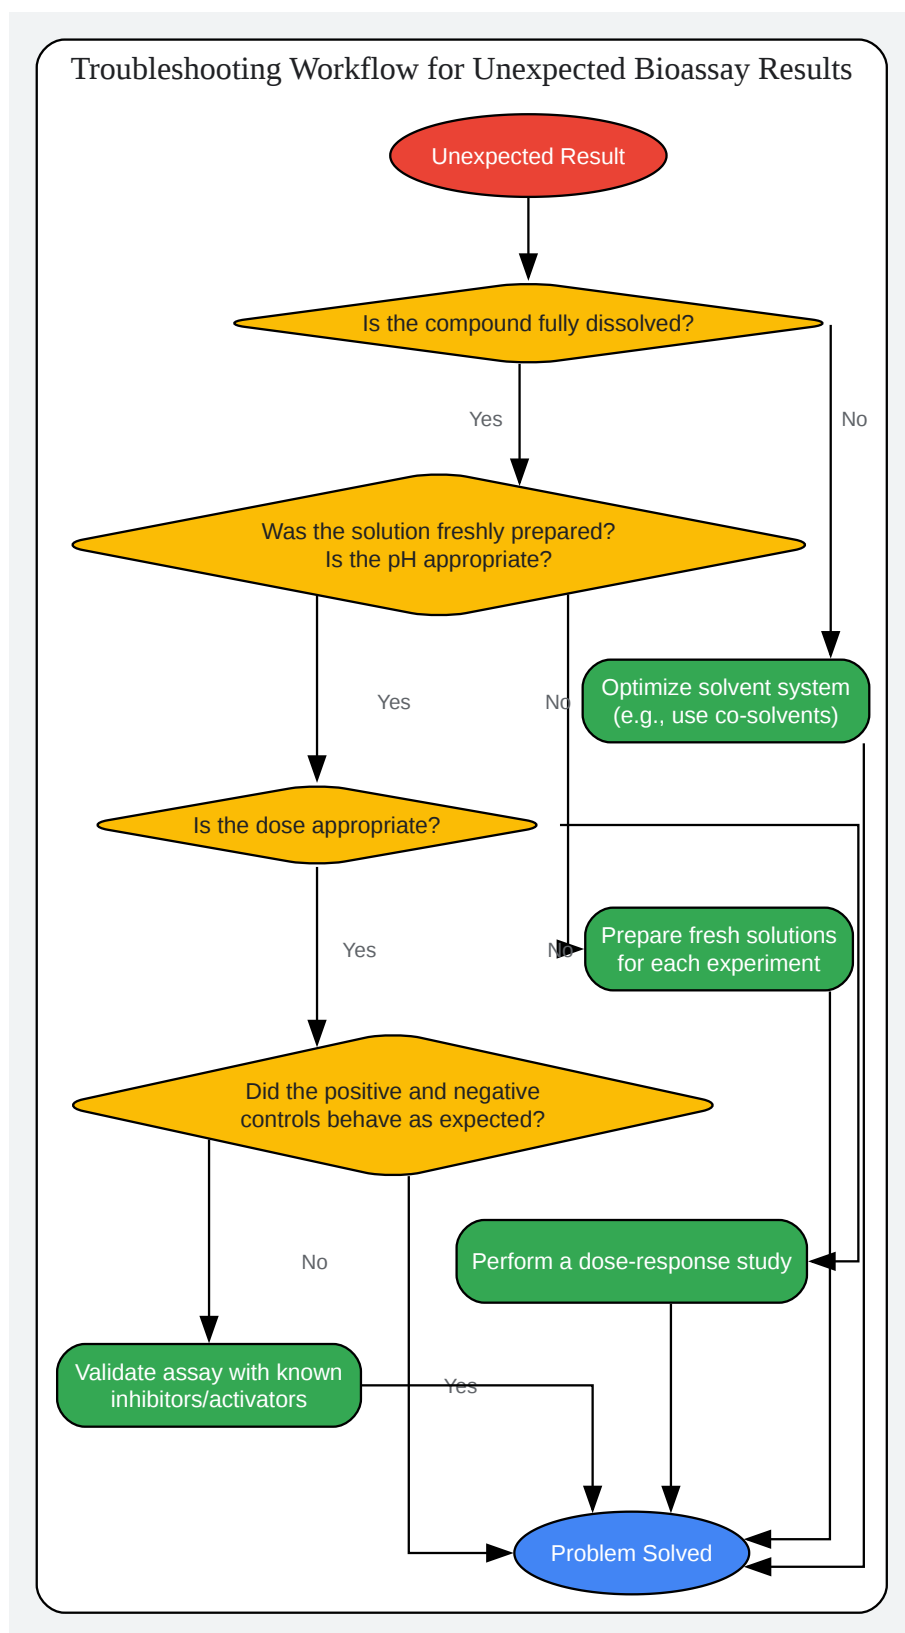 Troubleshooting Workflow for Unexpected Bioassay Results
Unexpected Result
Is the compound fully dissolved?
Yes
No
Was the solution freshly prepared?
Is the pH appropriate?
Yes
No
Optimize solvent system
(e.g., use co-solvents)
Is the dose appropriate?
Yes
No
Prepare fresh solutions
for each experiment
Did the positive and negative
controls behave as expected?
No
Perform a dose-response study
Validate assay with known
inhibitors/activators
Yes
Problem Solved